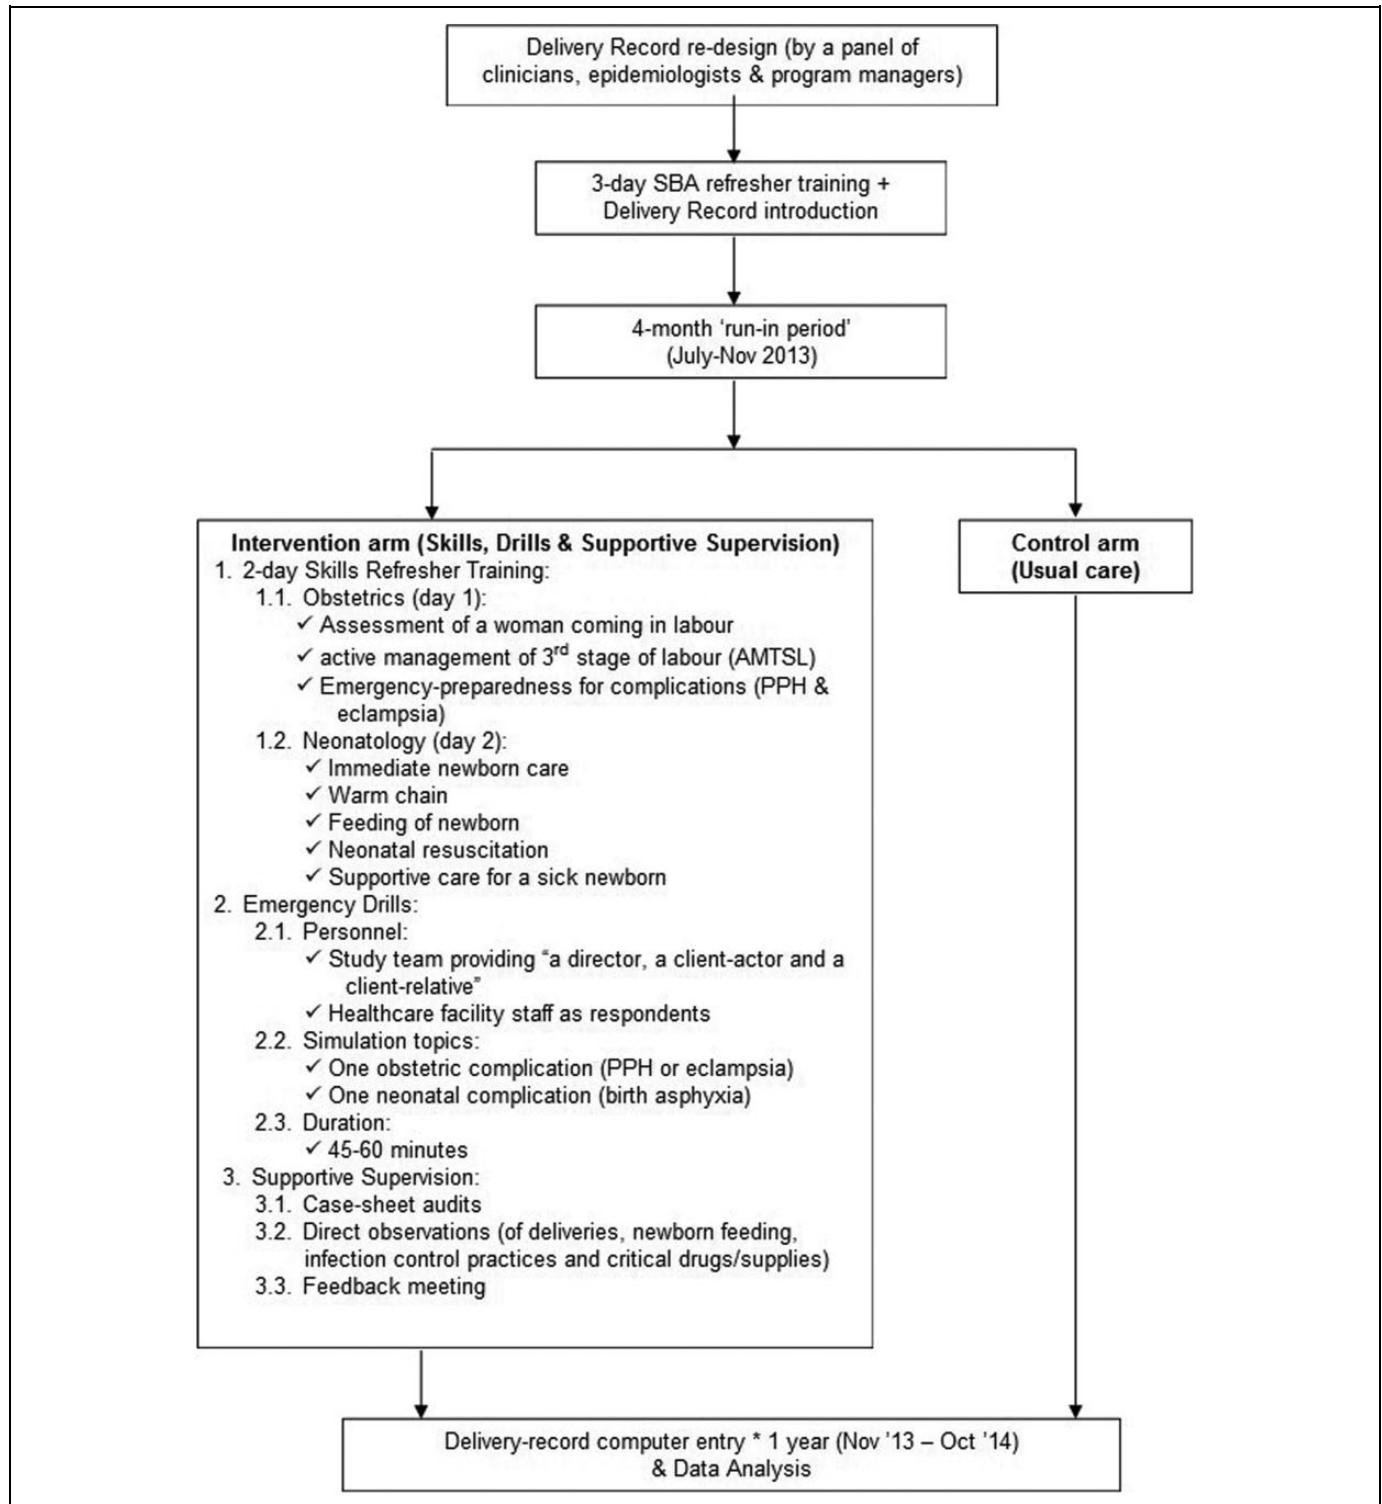 Delivery Record re-design (by a panel of
clinicians, epidemiologists & program managers)
3-day SBA refresher training +
Delivery Record introduction
4-month ‘run-in period’
(July-Nov 2013)
Intervention arm (Skills, Drills & Supportive Supervision)
1. 2-day Skills Refresher Training:
1.1. Obstetrics (day 1):
✓ Assessment of a woman coming in labour
✓ active management of 3rd stage of labour (AMTSL)
✓ Emergency-preparedness for complications (PPH &
eclampsia)
1.2. Neonatology (day 2):
✓ Immediate newborn care
✓ Warm chain
✓ Feeding of newborn
✓ Neonatal resuscitation
✓ Supportive care for a sick newborn
2. Emergency Drills:
2.1. Personnel:
✓ Study team providing “a director, a client-actor and a
client-relative”
✓ Healthcare facility staff as respondents
2.2. Simulation topics:
✓ One obstetric complication (PPH or eclampsia)
✓ One neonatal complication (birth asphyxia)
2.3. Duration:
✓ 45-60 minutes
3. Supportive Supervision:
3.1. Case-sheet audits
3.2. Direct observations (of deliveries, newborn feeding,
infection control practices and critical drugs/supplies)
3.3. Feedback meeting
Control arm
(Usual care)
Delivery-record computer entry * 1 year (Nov ’13 – Oct ’14)
& Data Analysis